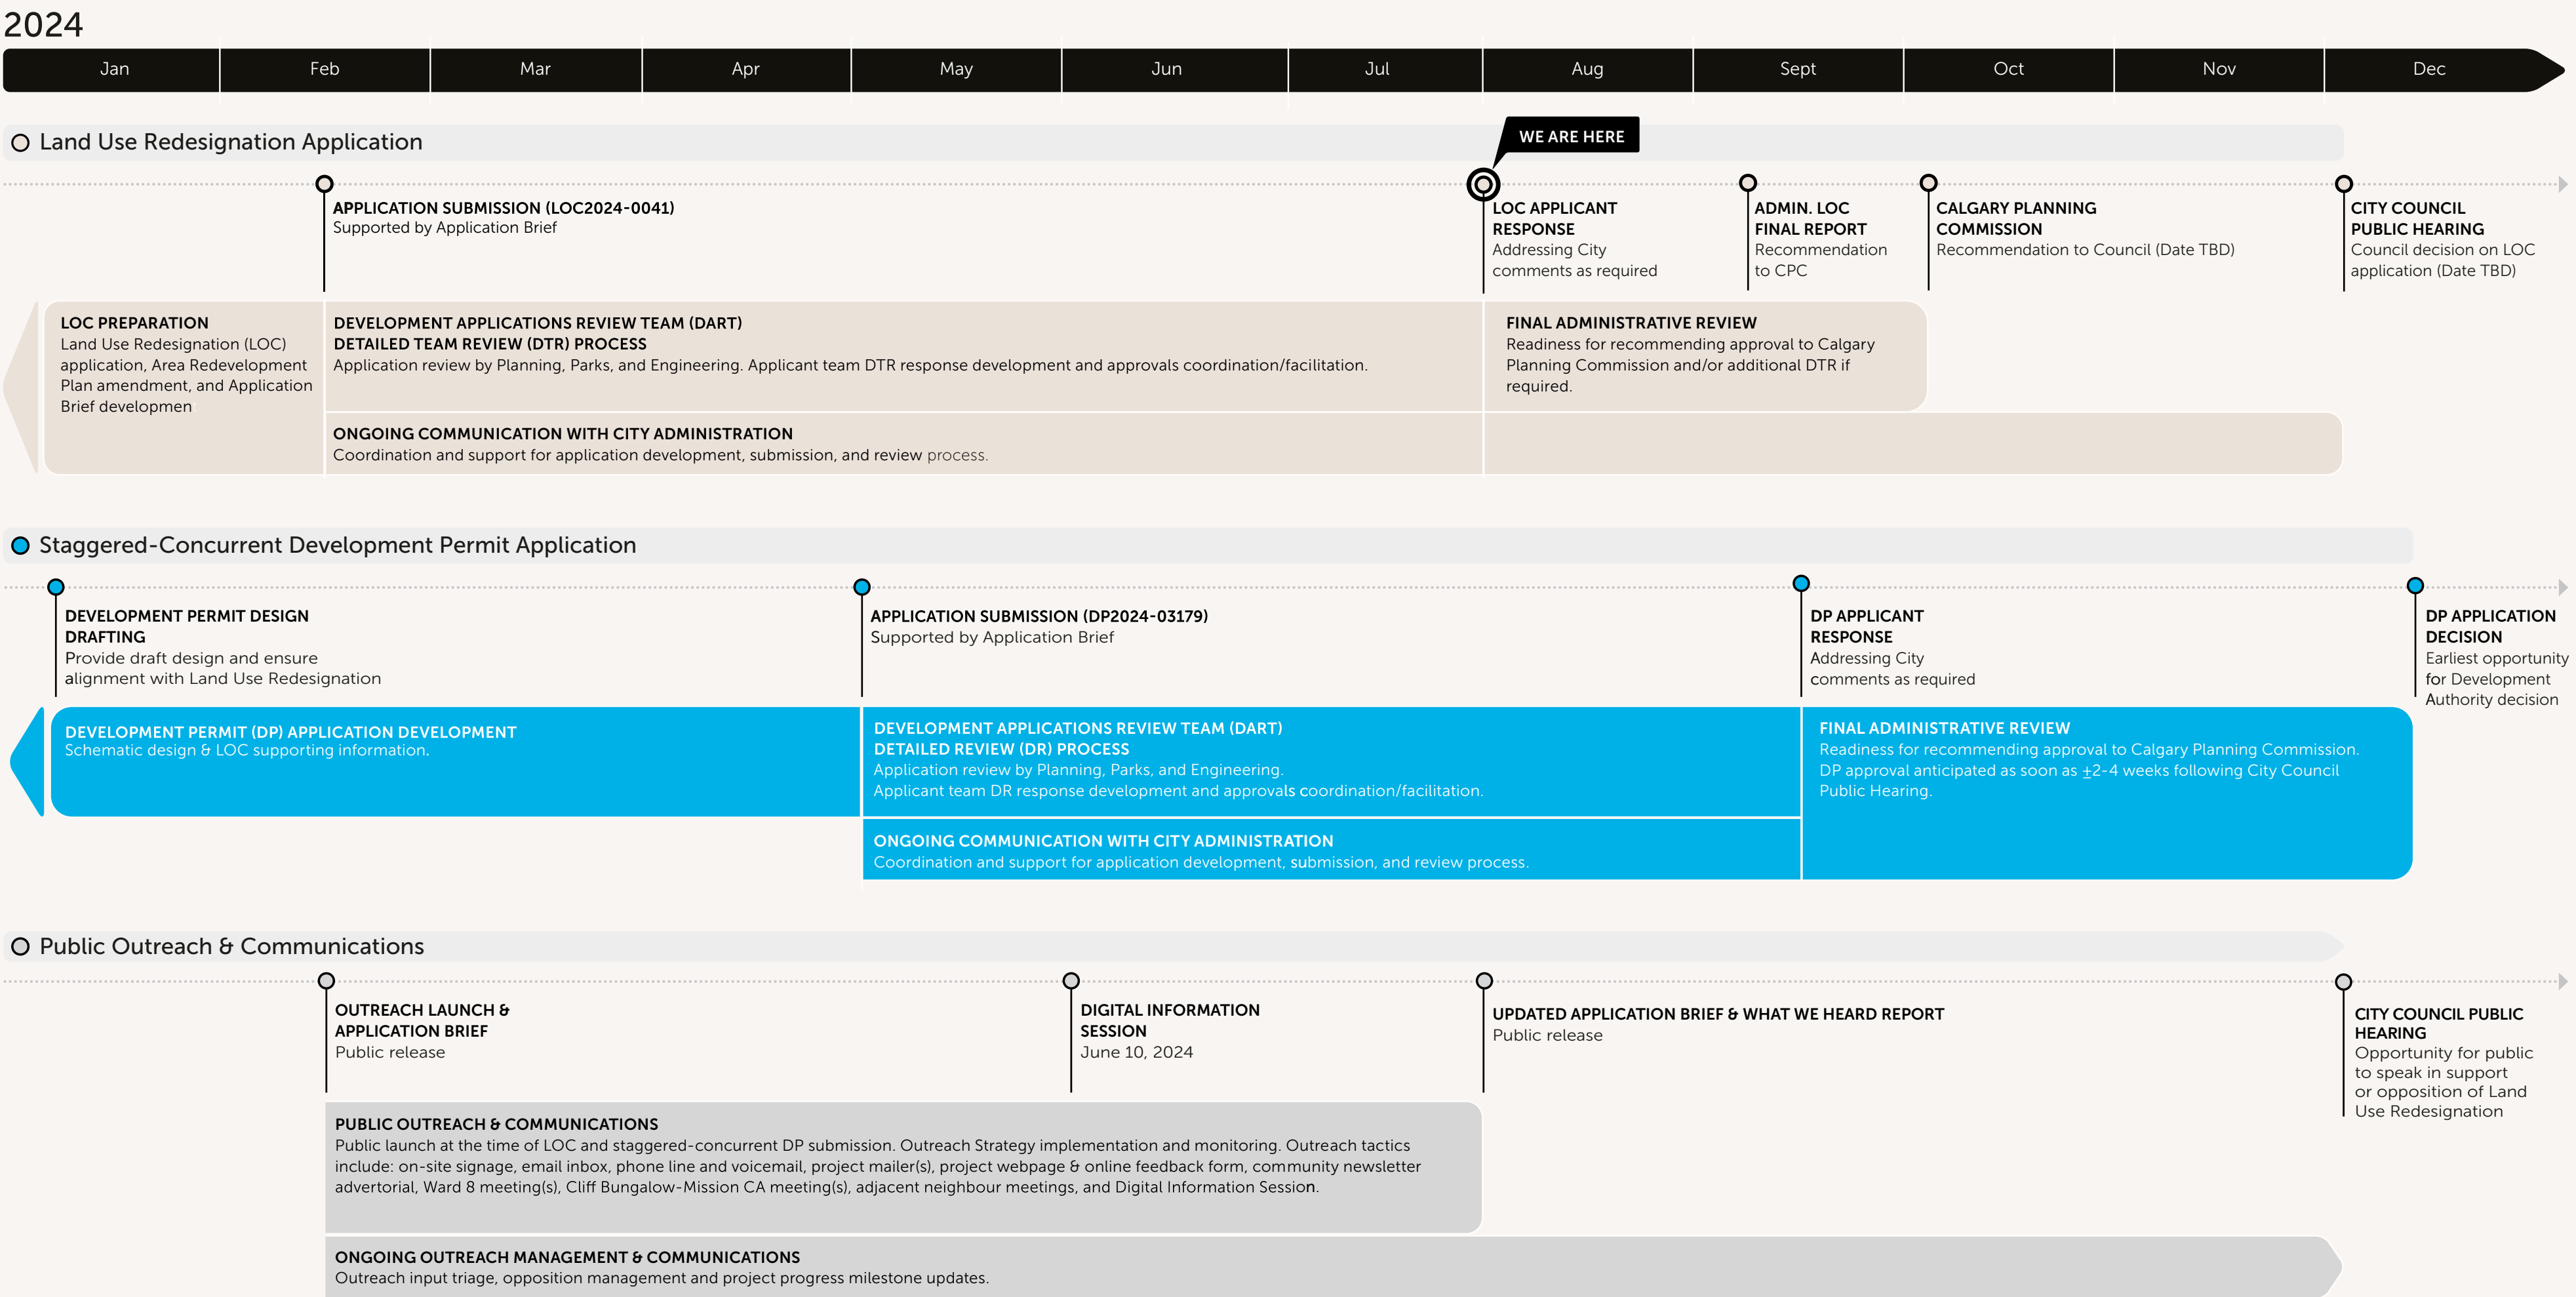 2024
Jan Feb Mar Apr May Jun Jul Aug Sept Oct Nov Dec
Land Use Redesignation Application
WE ARE HERE
APPLICATION SUBMISSION (LOC2024-0041)
Supported by Application Brief
LOC APPLICANT
RESPONSE
Addressing City
comments as required
ADMIN. LOC
FINAL REPORT
Recommendation
to CPC
CALGARY PLANNING
COMMISSION
Recommendation to Council (Date TBD)
CITY COUNCIL
PUBLIC HEARING
Council decision on LOC
application (Date TBD)
LOC PREPARATION
Land Use Redesignation (LOC)
application, Area Redevelopment
Plan amendment, and Application
Brief developmen
DEVELOPMENT APPLICATIONS REVIEW TEAM (DART)
DETAILED TEAM REVIEW (DTR) PROCESS
Application review by Planning, Parks, and Engineering. Applicant team DTR response development and approvals coordination/facilitation.
FINAL ADMINISTRATIVE REVIEW
Readiness for recommending approval to Calgary
Planning Commission and/or additional DTR if
required.
ONGOING COMMUNICATION WITH CITY ADMINISTRATION
Coordination and support for application development, submission, and review process.
Staggered-Concurrent Development Permit Application
DEVELOPMENT PERMIT DESIGN
DRAFTING
Provide draft design and ensure
alignment with Land Use Redesignation
APPLICATION SUBMISSION (DP2024-03179)
Supported by Application Brief
DP APPLICANT
RESPONSE
Addressing City
comments as required
DP APPLICATION
DECISION
Earliest opportunity
for Development
Authority decision
DEVELOPMENT PERMIT (DP) APPLICATION DEVELOPMENT
Schematic design & LOC supporting information.
DEVELOPMENT APPLICATIONS REVIEW TEAM (DART)
DETAILED REVIEW (DR) PROCESS
Application review by Planning, Parks, and Engineering.
Applicant team DR response development and approvals coordination/facilitation.
FINAL ADMINISTRATIVE REVIEW
Readiness for recommending approval to Calgary Planning Commission.
DP approval anticipated as soon as ±2-4 weeks following City Council
Public Hearing.
ONGOING COMMUNICATION WITH CITY ADMINISTRATION
Coordination and support for application development, submission, and review process.
Public Outreach & Communications
OUTREACH LAUNCH &
APPLICATION BRIEF
Public release
DIGITAL INFORMATION
SESSION
June 10, 2024
UPDATED APPLICATION BRIEF & WHAT WE HEARD REPORT
Public release
CITY COUNCIL PUBLIC
HEARING
Opportunity for public
to speak in support
or opposition of Land
Use Redesignation
PUBLIC OUTREACH & COMMUNICATIONS
Public launch at the time of LOC and staggered-concurrent DP submission. Outreach Strategy implementation and monitoring. Outreach tactics
include: on-site signage, email inbox, phone line and voicemail, project mailer(s), project webpage & online feedback form, community newsletter
advertorial, Ward 8 meeting(s), Cliff Bungalow-Mission CA meeting(s), adjacent neighbour meetings, and Digital Information Session.
ONGOING OUTREACH MANAGEMENT & COMMUNICATIONS
Outreach input triage, opposition management and project progress milestone updates.